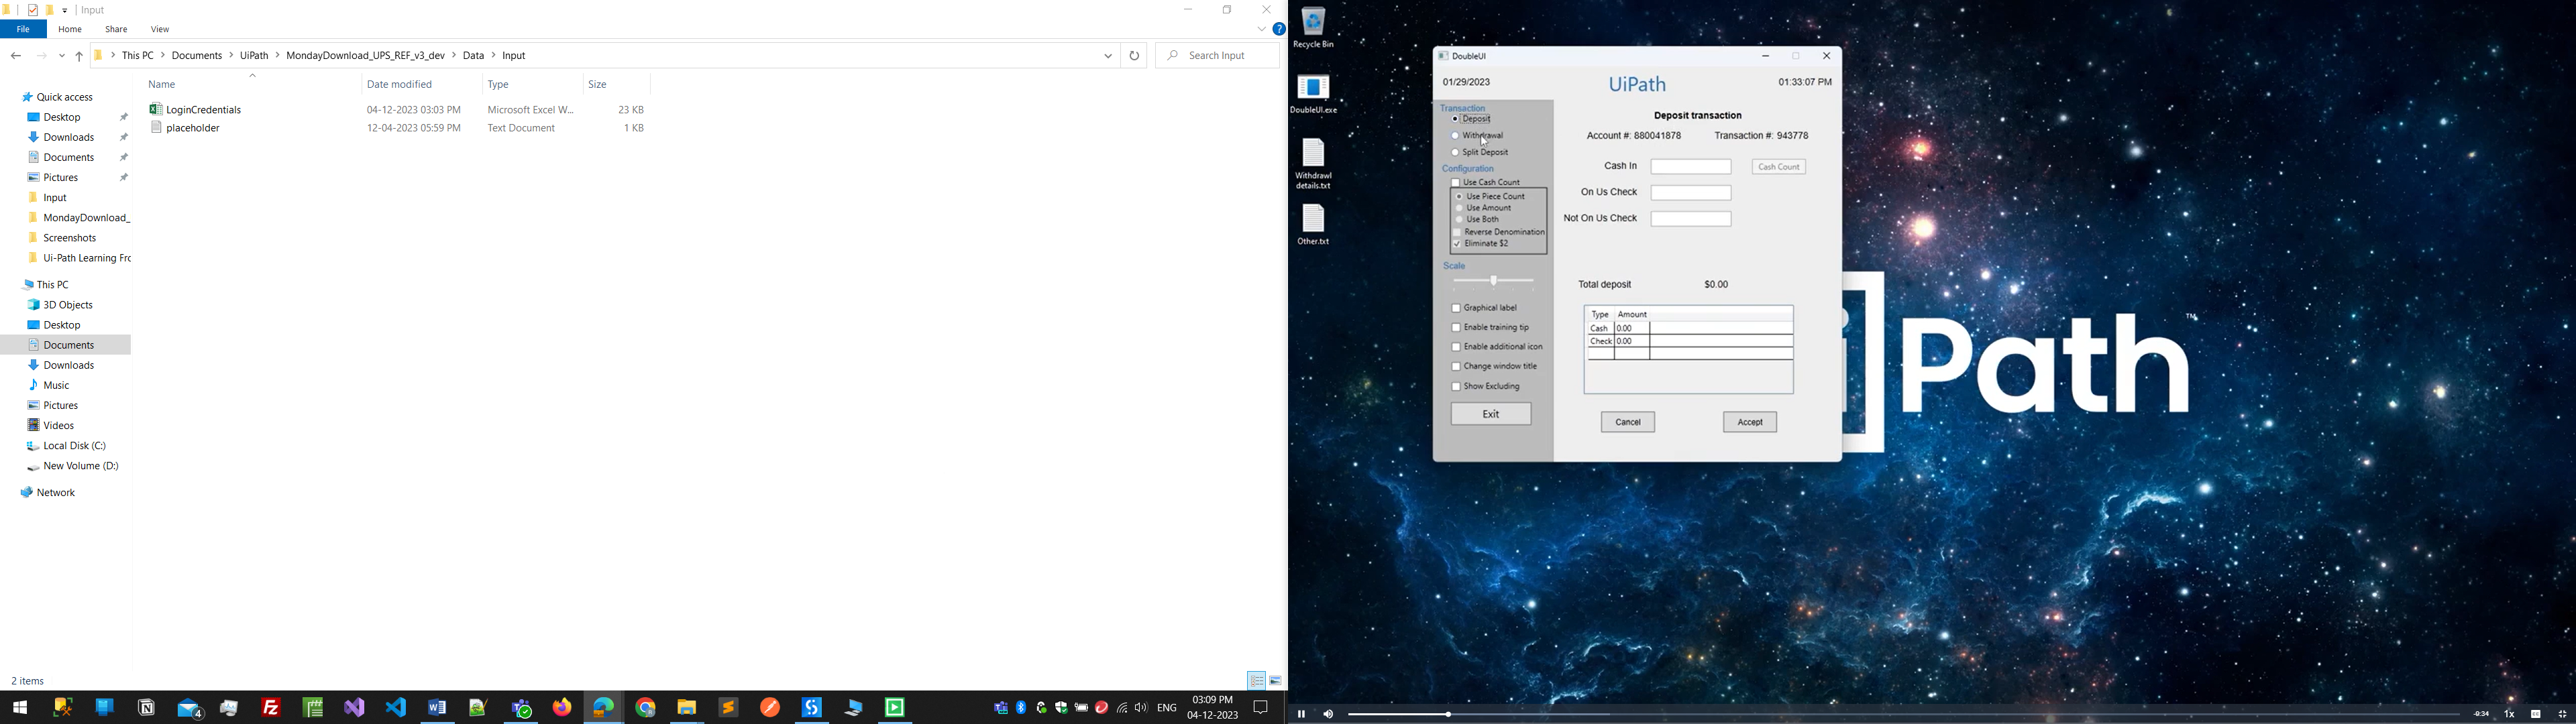 Input
File Home Share View
This PC Documents UiPath MondayDownload_UPS_REF_v3_dev Data Input
Search Input
Name Date modified Type Size
LoginCredentials 04-12-2023 03:03 PM Microsoft Excel W... 23 KB
placeholder 12-04-2023 05:59 PM Text Document 1 KB
Quick access
Desktop
Downloads
Documents
Pictures
Input
MondayDownload_
Screenshots
Ui-Path Learning Frc
This PC
3D Objects
Desktop
Documents
Downloads
Music
Pictures
Videos
Local Disk (C:)
New Volume (D:)
Network
2 items
4
ENG
03:09 PM
04-12-2023
Recycle Bin
DoubleUI.exe
Withdrawl
details.txt
Other.txt
DoubleUI
01/29/2023 UiPath 01:33:07 PM
Transaction
Deposit
Withdrawal
Split Deposit
Configuration
Use Cash Count
Use Piece Count
Use Amount
Use Both
Reverse Denomination
Eliminate $2
Scale
Graphical label
Enable training tip
Enable additional icon
Change window title
Show Excluding
Exit
Deposit transaction
Account #: 880041878 Transaction #: 943778
Cash In Cash Count
On Us Check
Not On Us Check
Total deposit $0.00
Type Amount
Cash 0.00
Check 0.00
Cancel Accept
Path™
-8:34 1x